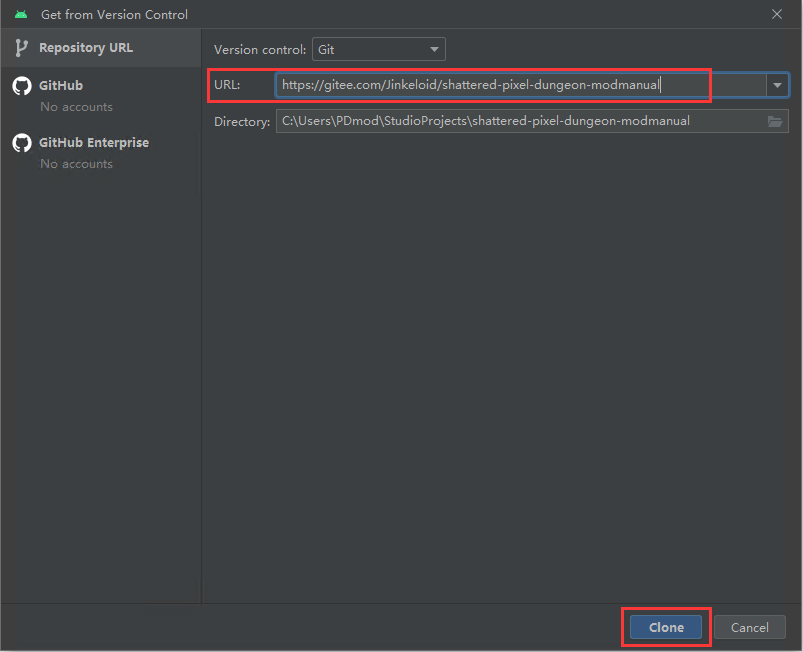 Get from Version Control
Repository URL
GitHub
No accounts
GitHub Enterprise
No accounts
Version control: Git
URL: https://gitee.com/Jinkeloid/shattered-pixel-dungeon-modmanual
Directory: C:\Users\PDmod\StudioProjects\shattered-pixel-dungeon-modmanual
Clone Cancel